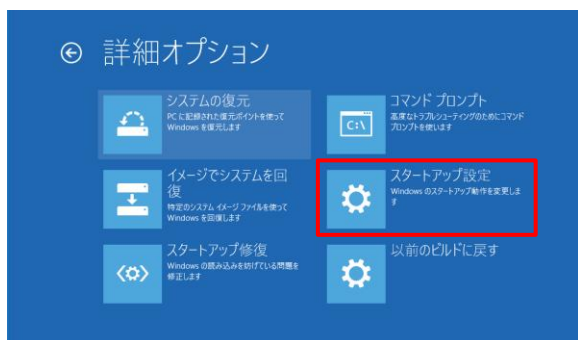 詳細オプション
システムの復元
PC に記録された復元ポイントを使って
Windows を復元します
コマンド プロンプト
高度なトラブルシューティングのためにコマンド
プロンプトを使います
C:\
イメージでシステムを回
復
特定のシステム イメージ ファイルを使って
Windows を回復します
スタートアップ設定
Windows のスタートアップ動作を変更しま
す
スタートアップ修復
Windows の読み込みを妨げている問題を
修正します
以前のビルドに戻す